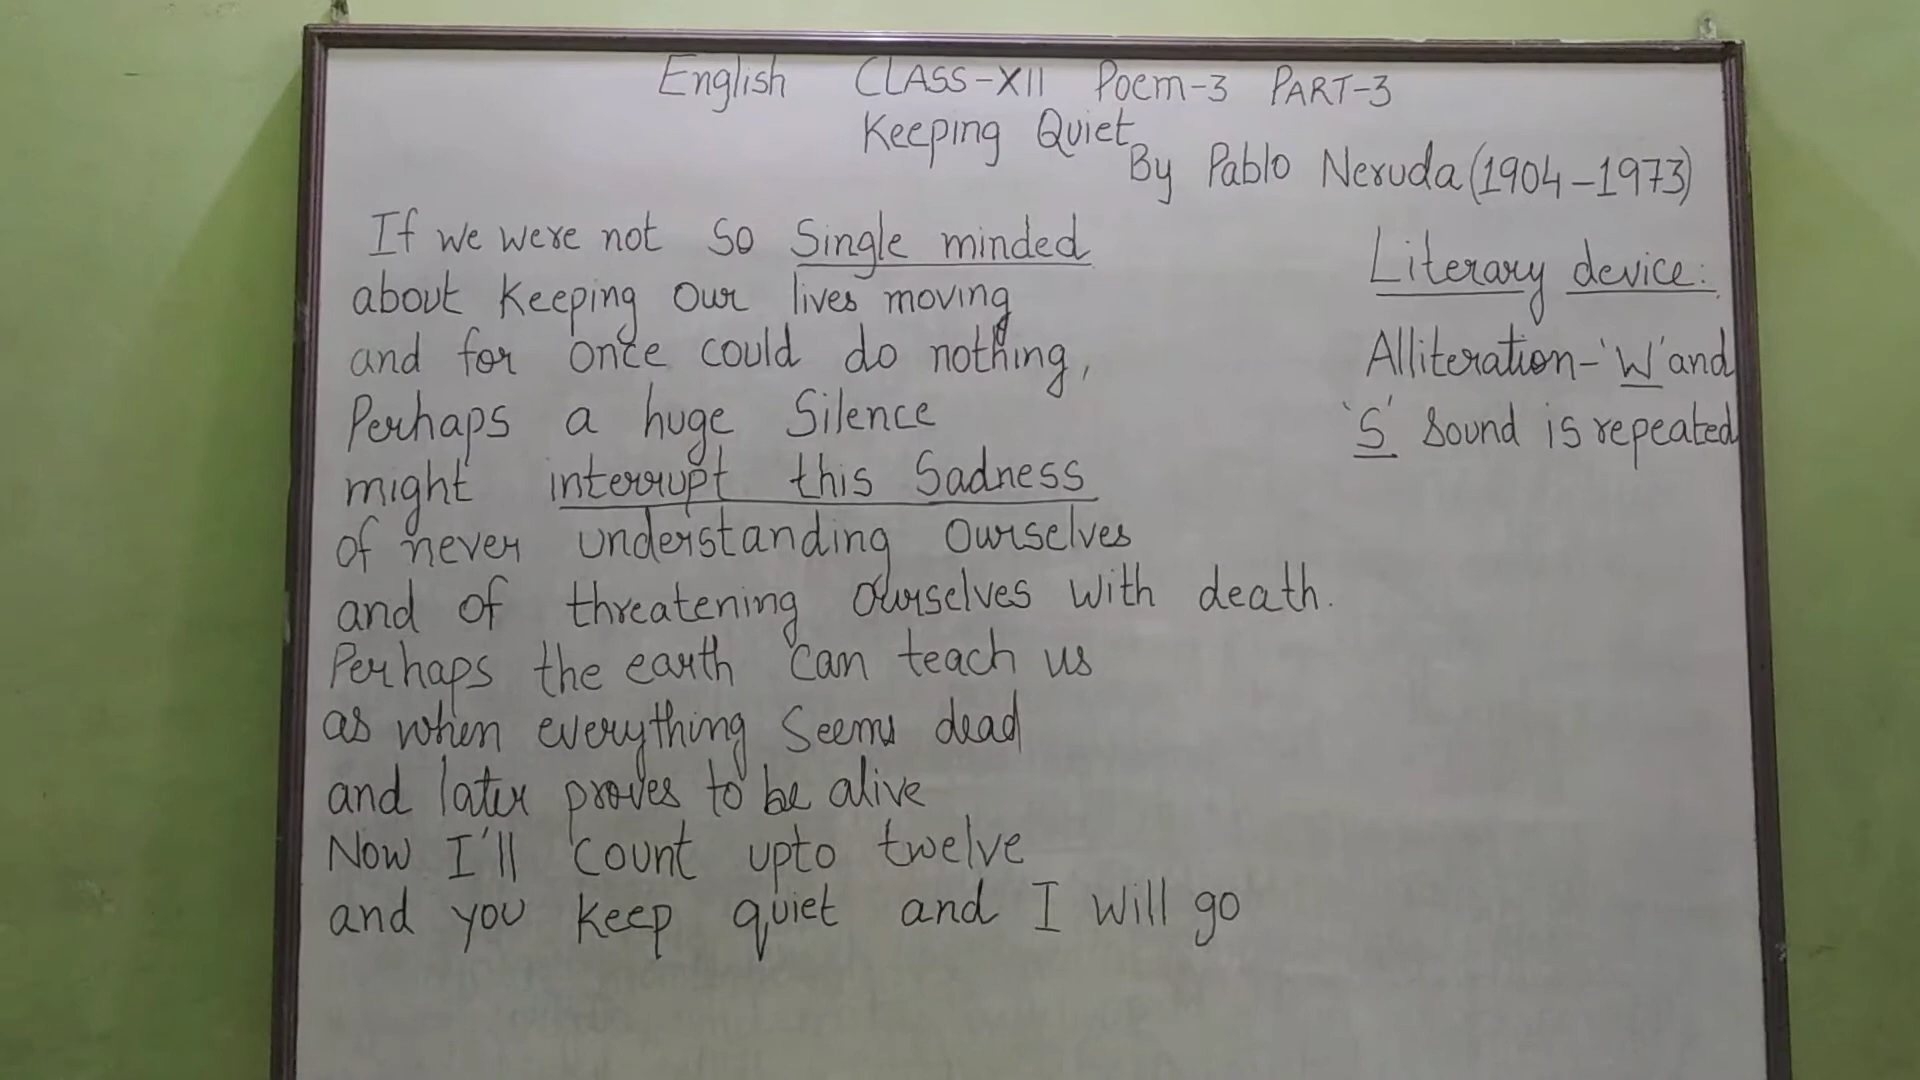 English CLASS-XII Poem-3 PART-3
Keeping Quiet
By Pablo Neruda (1904-1973)
If we were not so Single minded
about keeping our lives moving
and for once could do nothing,
Perhaps a huge Silence
might interrupt this Sadness
of never understanding ourselves
and of threatening ourselves with death.
Perhaps the earth can teach us
as when everything Seems dead
and later proves to be alive
Now I'll count upto twelve
and you keep quiet and I will go
Literary device:
Alliteration-'W' and
'S' Sound is repeated